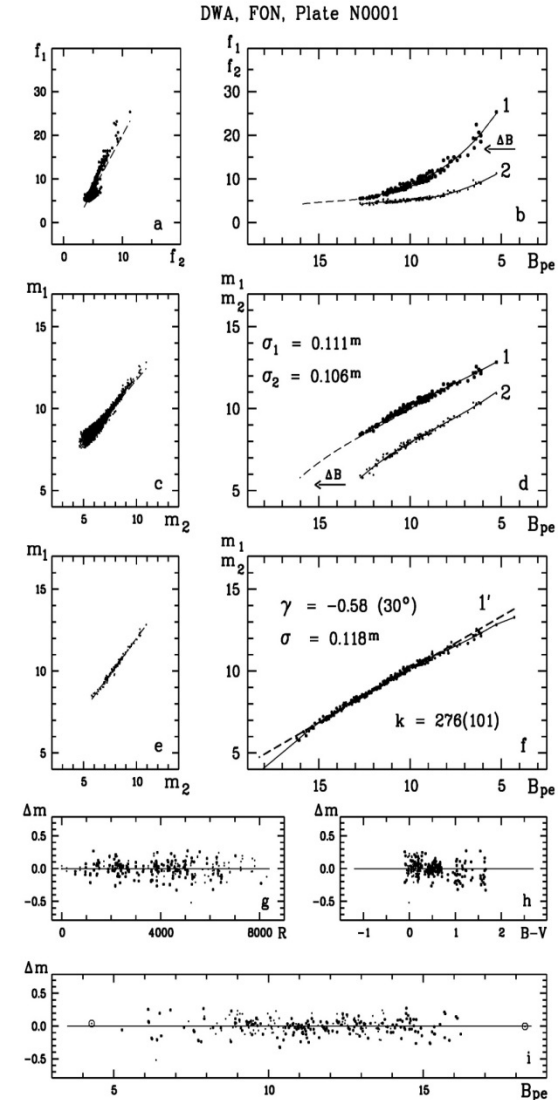 DWA, FON, Plate N0001
f₁
30
20
10
0
0 10
f₂
a
f₁
f₂
30
20
10
0
15 10 5
Bpe
1
ΔB
2
b
m₁
15
10
5
5 10
m₂
c
m₁
m₂
15
10
5
15 10 5
Bpe
σ₁ = 0.111ᵐ
σ₂ = 0.106ᵐ
1
2
ΔB
d
m₁
15
10
5
5 10
m₂
e
m₁
m₂
15
10
5
15 10 5
Bpe
γ = -0.58 (30°)
σ = 0.118ᵐ
1'
k = 276(101)
f
Δm
0.5
0.0
-0.5
0 4000 8000 R
g
Δm
0.5
0.0
-0.5
-1 0 1 2 B-V
h
Δm
0.5
0.0
-0.5
5 10 15
Bpe
i